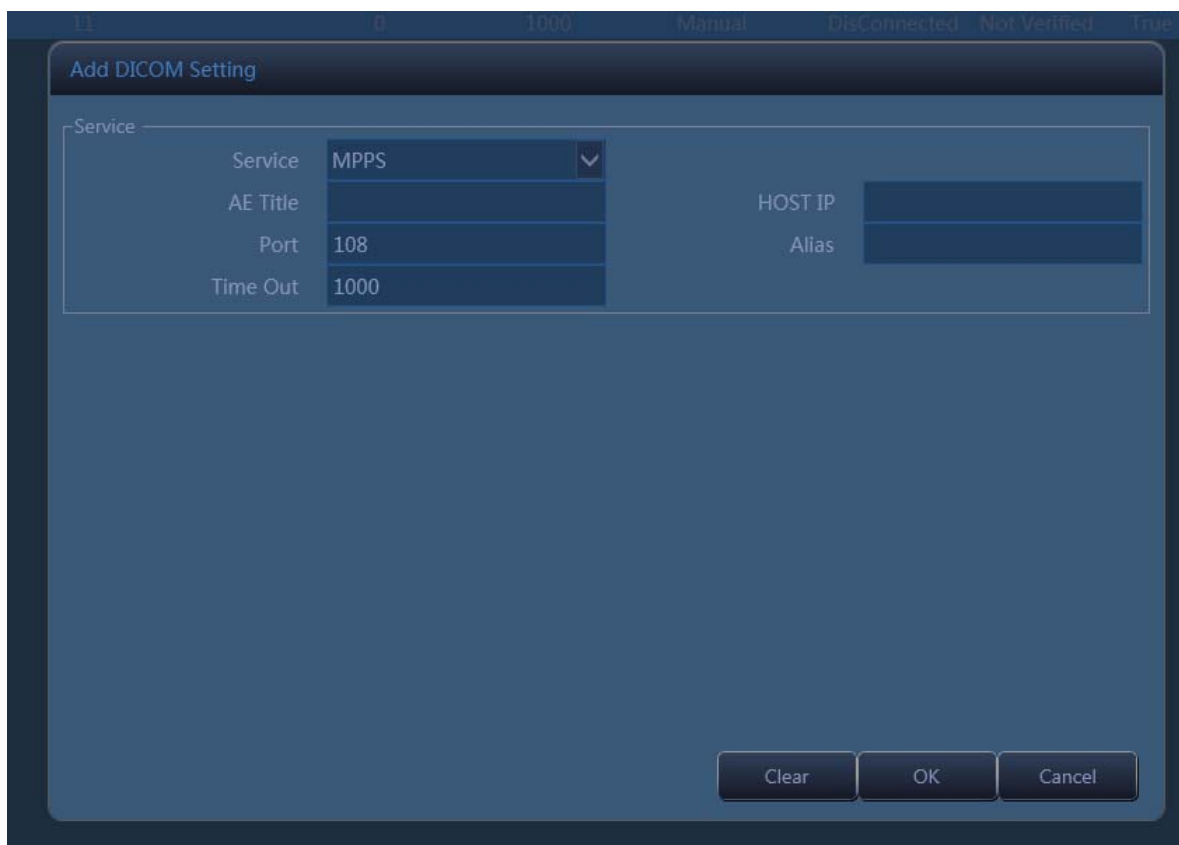 11 0 1000 Manual DisConnected Not Verified True
Add DICOM Setting
Service
Service MPPS
AE Title HOST IP
Port 108 Alias
Time Out 1000
Clear OK Cancel